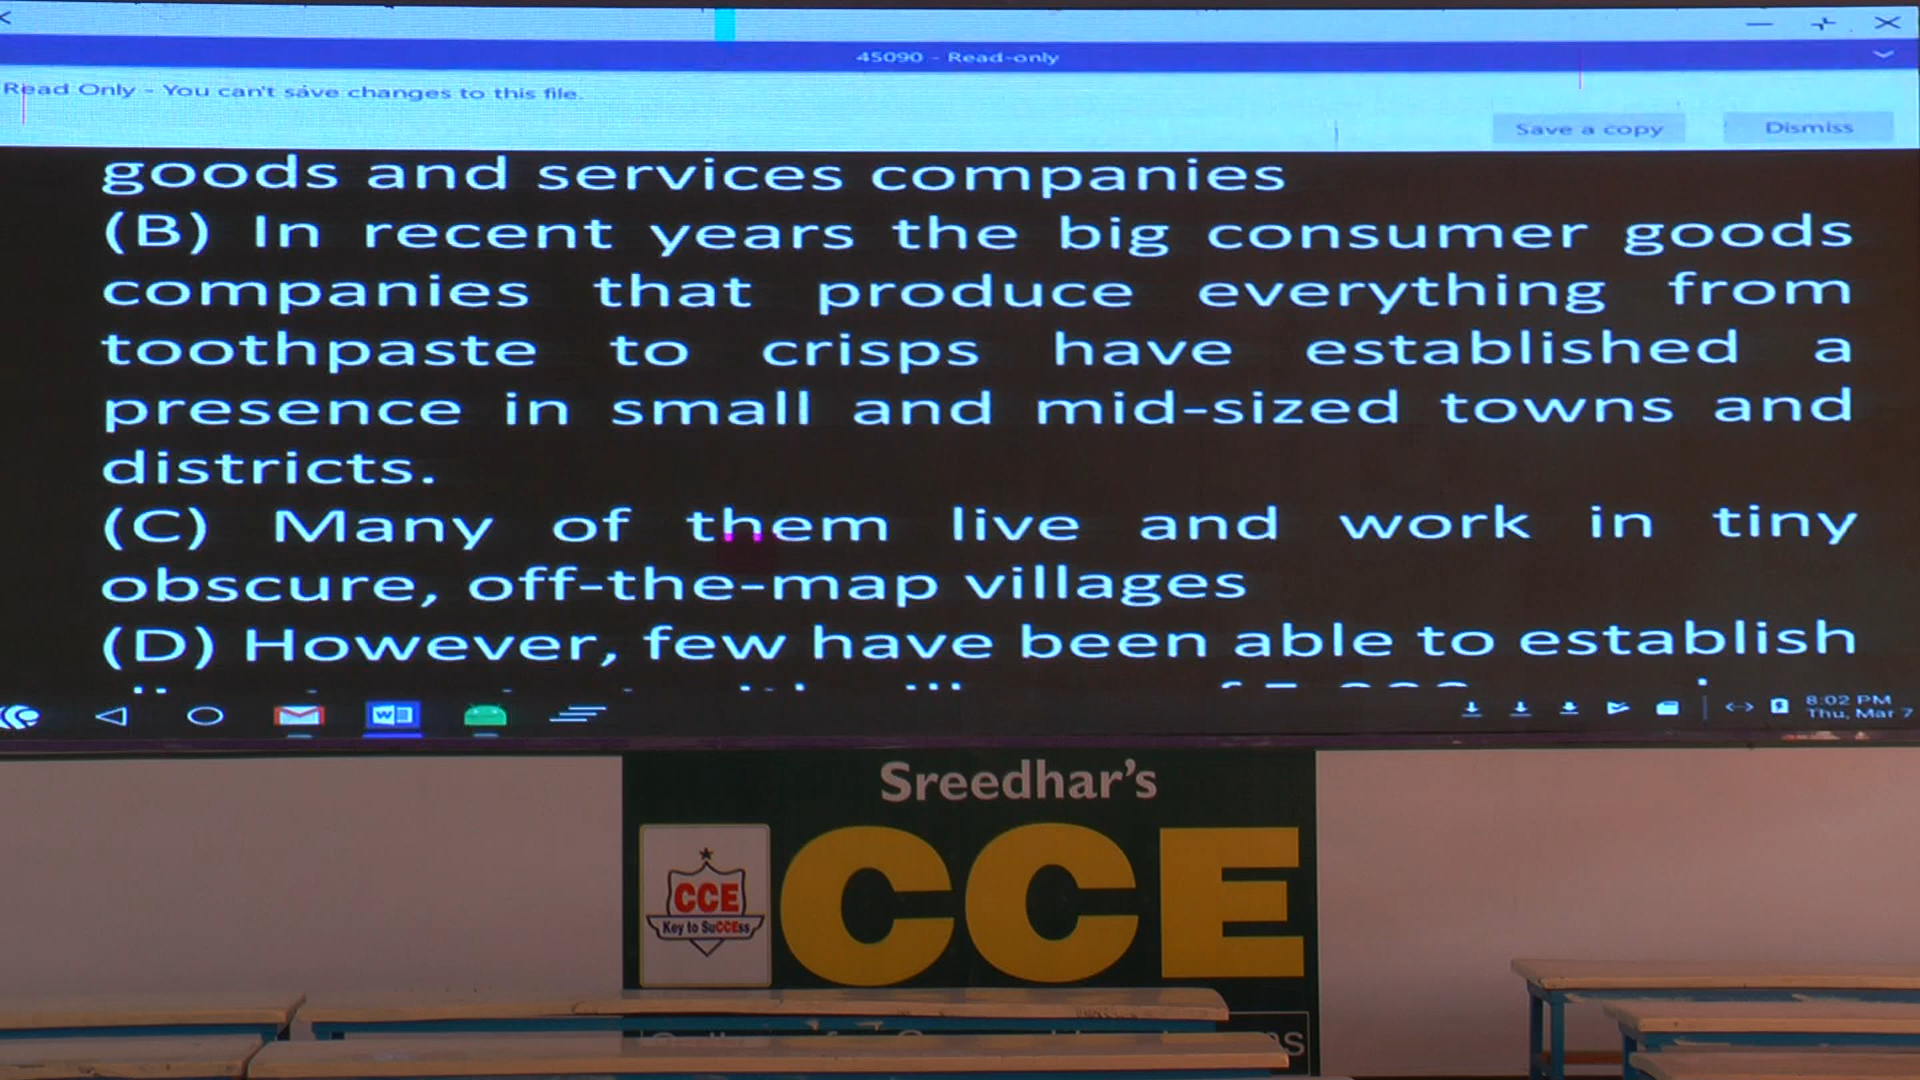 45090 - Read-only
Read Only - You can't save changes to this file.
Save a copy
Dismiss
goods and services companies
(B) In recent years the big consumer goods
companies that produce everything from
toothpaste to crisps have established a
presence in small and mid-sized towns and
districts.
(C) Many of them live and work in tiny
obscure, off-the-map villages
(D) However, few have been able to establish
8:02 PM
Thu, Mar 7
Sreedhar's
CCE
CCE
Key to SuCCEss